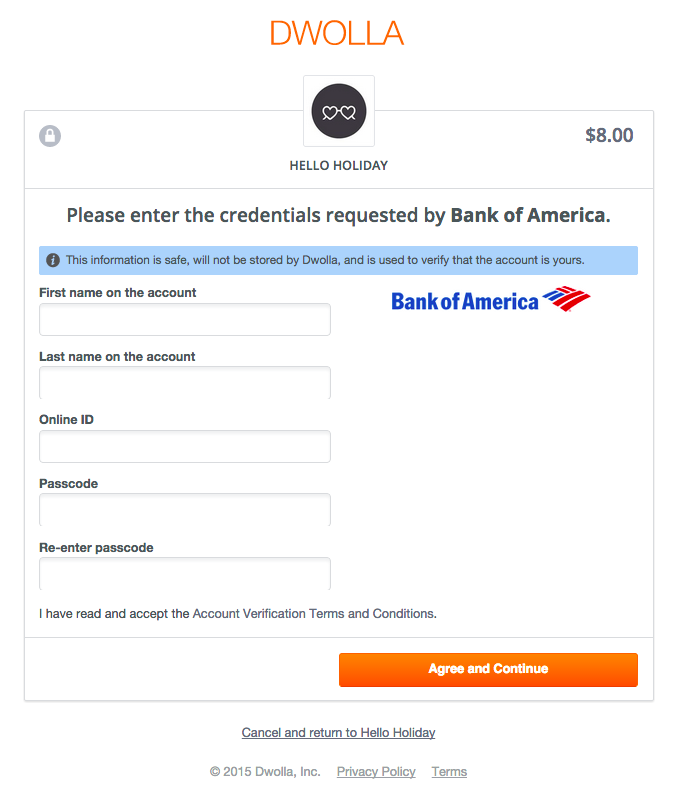 DWOLLA
$8.00
HELLO HOLIDAY
Please enter the credentials requested by Bank of America.
i This information is safe, will not be stored by Dwolla, and is used to verify that the account is yours.
First name on the account
Bank of America
Last name on the account
Online ID
Passcode
Re-enter passcode
I have read and accept the Account Verification Terms and Conditions.
Agree and Continue
Cancel and return to Hello Holiday
© 2015 Dwolla, Inc. Privacy Policy Terms